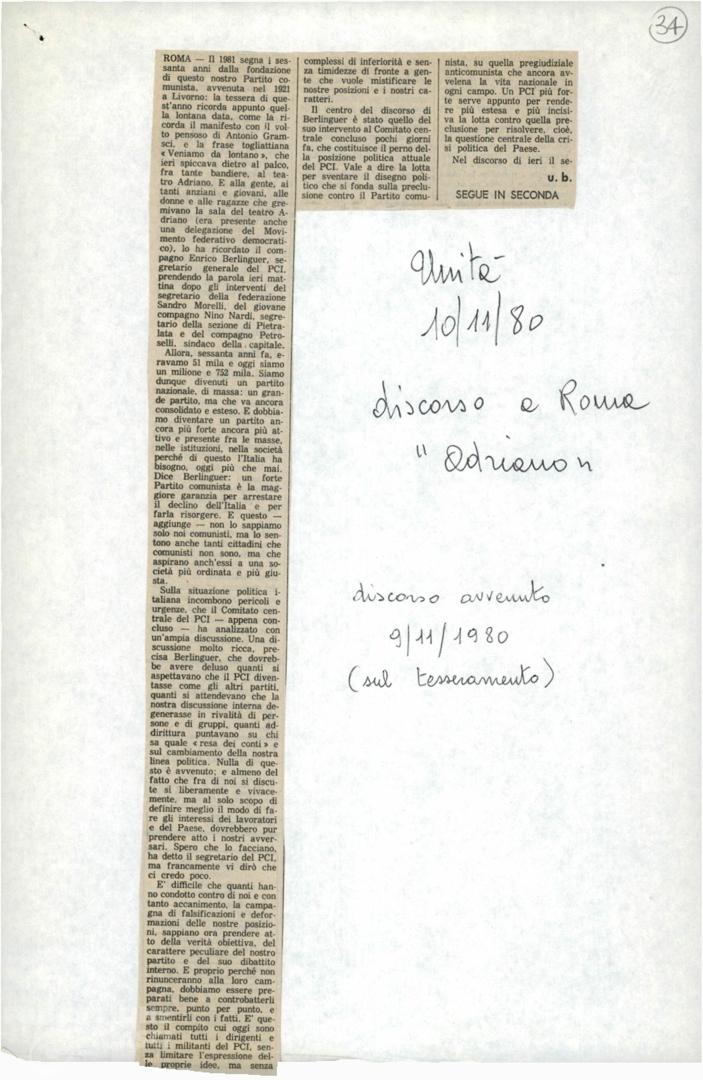 34
ROMA — Il 1981 segna i ses-
santa anni dalla fondazione
di questo nostro Partito co-
munista, avvenuta nel 1921
a Livorno: la tessera di que-
st'anno ricorda appunto quel-
la lontana data, come la ri-
corda il manifesto con il vol-
to pensoso di Antonio Gram-
sci, e la frase togliattiana
« Veniamo da lontano », che
ieri spiccava dietro al palco,
fra tante bandiere, al tea-
tro Adriano. E alla gente, ai
tanti anziani e giovani, alle
donne e alle ragazze che gre-
mivano la sala del teatro A-
driano (era presente anche
una delegazione del Movi-
mento federativo democrati-
co), lo ha ricordato il com-
pagno Enrico Berlinguer, se-
gretario generale del PCI,
prendendo la parola ieri mat-
tina dopo gli interventi del
segretario della federazione
Sandro Morelli, del giovane
compagno Nino Nardi, segre-
tario della sezione di Pietra-
lata e del compagno Petro-
selli, sindaco della capitale.
Allora, sessanta anni fa, e-
ravamo 51 mila e oggi siamo
un milione e 752 mila. Siamo
dunque divenuti un partito
nazionale, di massa: un gran-
de partito, ma che va ancora
consolidato e esteso. E dobbia-
mo diventare un partito an-
cora più forte ancora più at-
tivo e presente fra le masse,
nelle istituzioni, nella società
perché di questo l'Italia ha
bisogno, oggi più che mai.
Dice Berlinguer: un forte
Partito comunista è la mag-
giore garanzia per arrestare
il declino dell'Italia e per
farla risorgere. E questo —
aggiunge — non lo sappiamo
solo noi comunisti, ma lo sen-
tono anche tanti cittadini che
comunisti non sono, ma che
aspirano anch'essi a una so-
cietà più ordinata e più giu-
sta.
Sulla situazione politica i-
taliana incombono pericoli e
urgenze, che il Comitato cen-
trale del PCI — appena con-
cluso — ha analizzato con
un'ampia discussione. Una di-
scussione molto ricca, pre-
cisa Berlinguer, che dovreb-
be avere deluso quanti si
aspettavano che il PCI diven-
tasse come gli altri partiti,
quanti si attendevano che la
nostra discussione interna de-
generasse in rivalità di per-
sone e di gruppi, quanti ad-
dirittura puntavano su chi
sa quale « resa dei conti » e
sul cambiamento della nostra
linea politica. Nulla di que-
sto è avvenuto; e almeno del
fatto che fra di noi si discu-
te sì liberamente e vivace-
mente, ma al solo scopo di
definire meglio il modo di fa-
re gli interessi dei lavoratori
e del Paese, dovrebbero pur
prendere atto i nostri avver-
sari. Spero che lo facciano,
ha detto il segretario del PCI,
ma francamente vi dirò che
ci credo poco.
E' difficile che quanti han-
no condotto contro di noi e con
tanto accanimento, la campa-
gna di falsificazioni e defor-
mazioni delle nostre posizio-
ni, sappiano ora prendere at-
to della verità obiettiva, del
carattere peculiare del nostro
partito e del suo dibattito
interno. E proprio perché non
rinunceranno alla loro cam-
pagna, dobbiamo essere pre-
parati bene a controbatterli
sempre, punto per punto, e
a smentirli con i fatti. E' que-
sto il compito cui oggi sono
chiamati tutti i dirigenti e
tutti i militanti del PCI, sen-
za limitare l'espressione del-
le proprie idee, ma senza
complessi di inferiorità e sen-
za timidezze di fronte a gen-
te che vuole mistificare le
nostre posizioni e i nostri ca-
ratteri.
Il centro del discorso di
Berlinguer è stato quello del
suo intervento al Comitato cen-
trale concluso pochi giorni
fa, che costituisce il perno del-
la posizione politica attuale
del PCI. Vale a dire la lotta
per sventare il disegno poli-
tico che si fonda sulla preclu-
sione contro il Partito comu-
nista, su quella pregiudiziale
anticomunista che ancora av-
velena la vita nazionale in
ogni campo. Un PCI più for-
te serve appunto per rende-
re più estesa e più incisi-
va la lotta contro quella pre-
clusione per risolvere, cioè,
la questione centrale della cri-
si politica del Paese.
Nel discorso di ieri il se-
u. b.
SEGUE IN SECONDA
Unità
10/11/80
discorso a Roma
"Adriano"
discorso avvenuto
9/11/1980
(sul tesseramento)